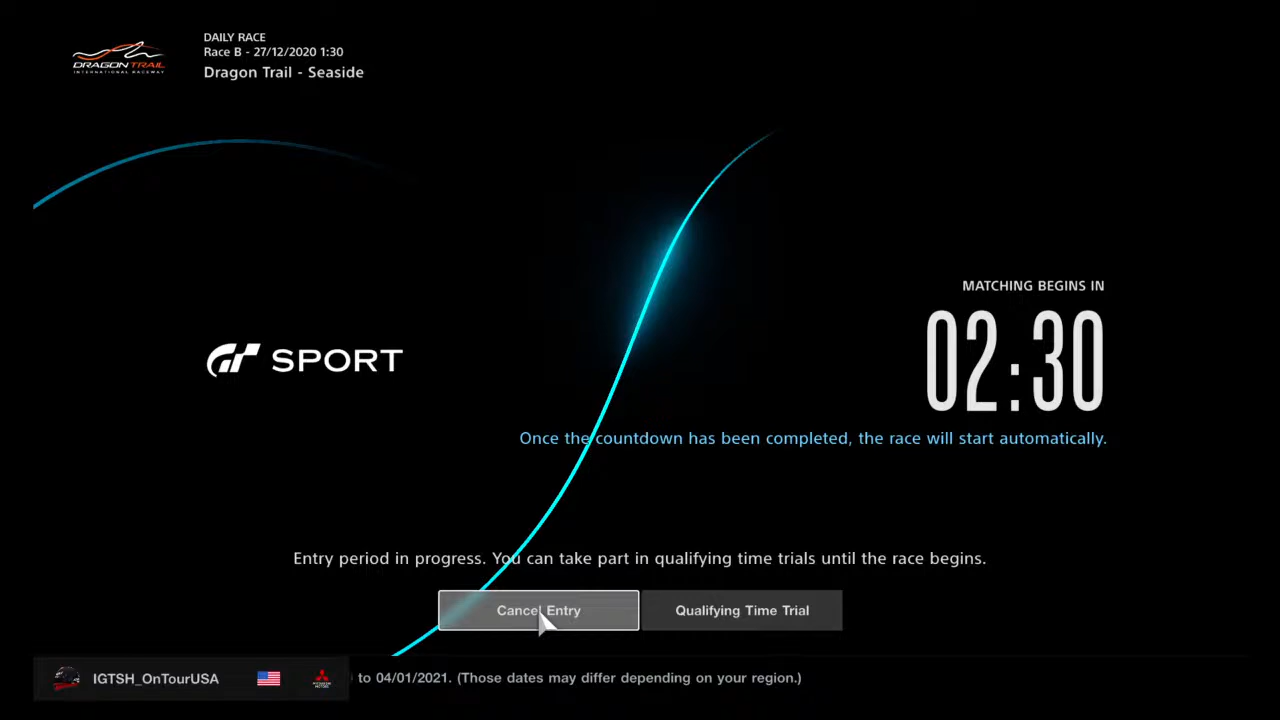 DRAGON TRAIL
INTERNATIONAL RACEWAY
DAILY RACE
Race B - 27/12/2020 1:30
Dragon Trail - Seaside
GT SPORT
MATCHING BEGINS IN
02:30
Once the countdown has been completed, the race will start automatically.
Entry period in progress. You can take part in qualifying time trials until the race begins.
Cancel Entry
Qualifying Time Trial
IGTSH_OnTourUSA
MITSUBISHI MOTORS
to 04/01/2021. (Those dates may differ depending on your region.)